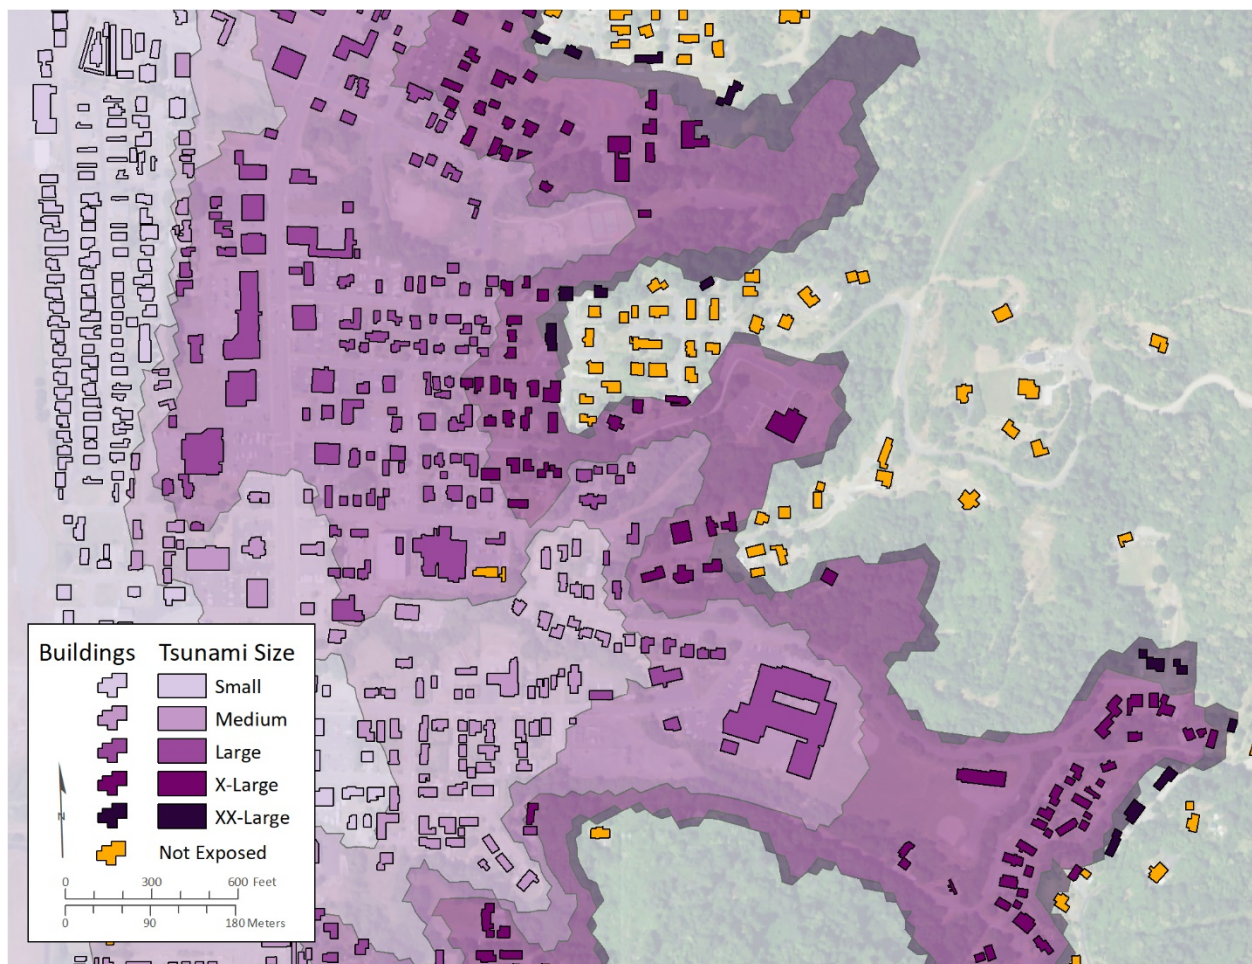 Buildings Tsunami Size
Small
Medium
Large
X-Large
XX-Large
Not Exposed
N
0 300 600 Feet
0 90 180 Meters